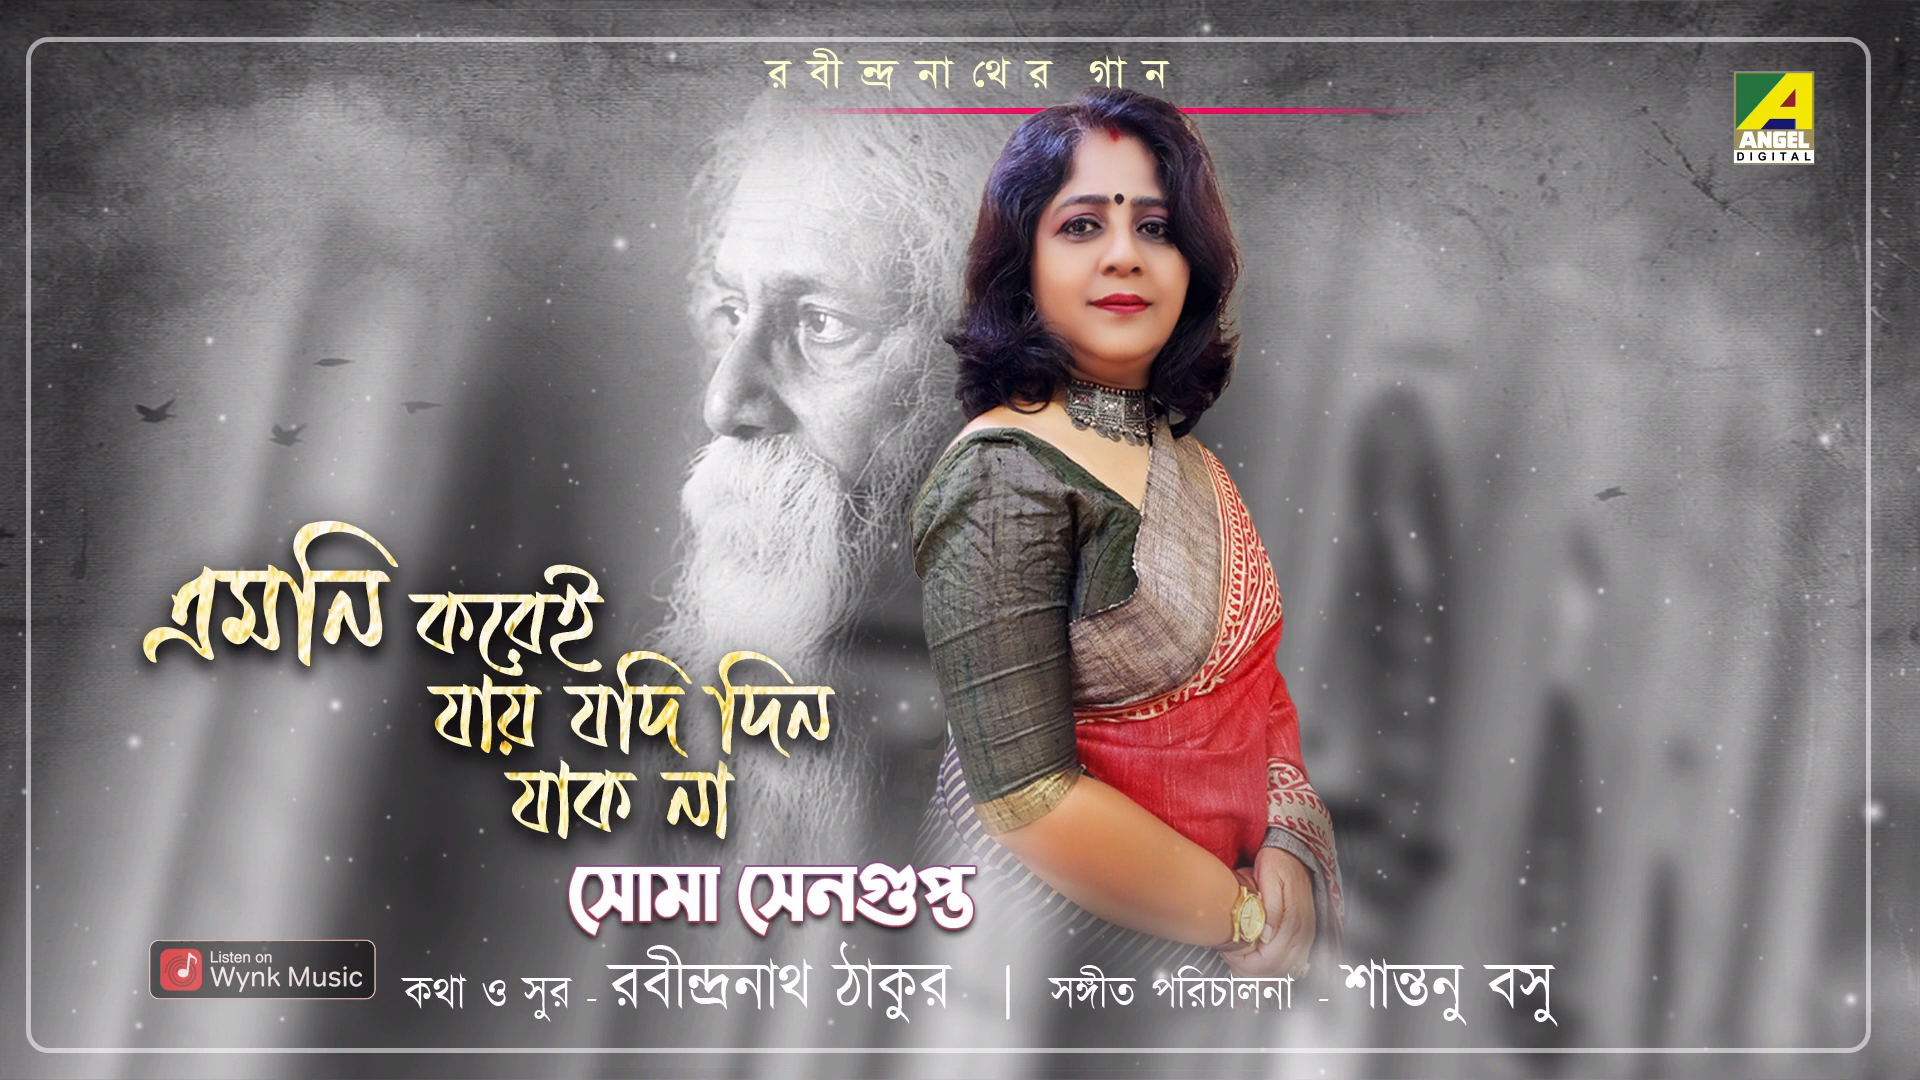 রবীন্দ্রনাথের গান
ANGEL
DIGITAL
এমনি করেই
যায় যদি দিন
যাক না
সোমা সেনগুপ্ত
Listen on
Wynk Music
কথা ও সুর - রবীন্দ্রনাথ ঠাকুর | সঙ্গীত পরিচালনা - শান্তনু বসু